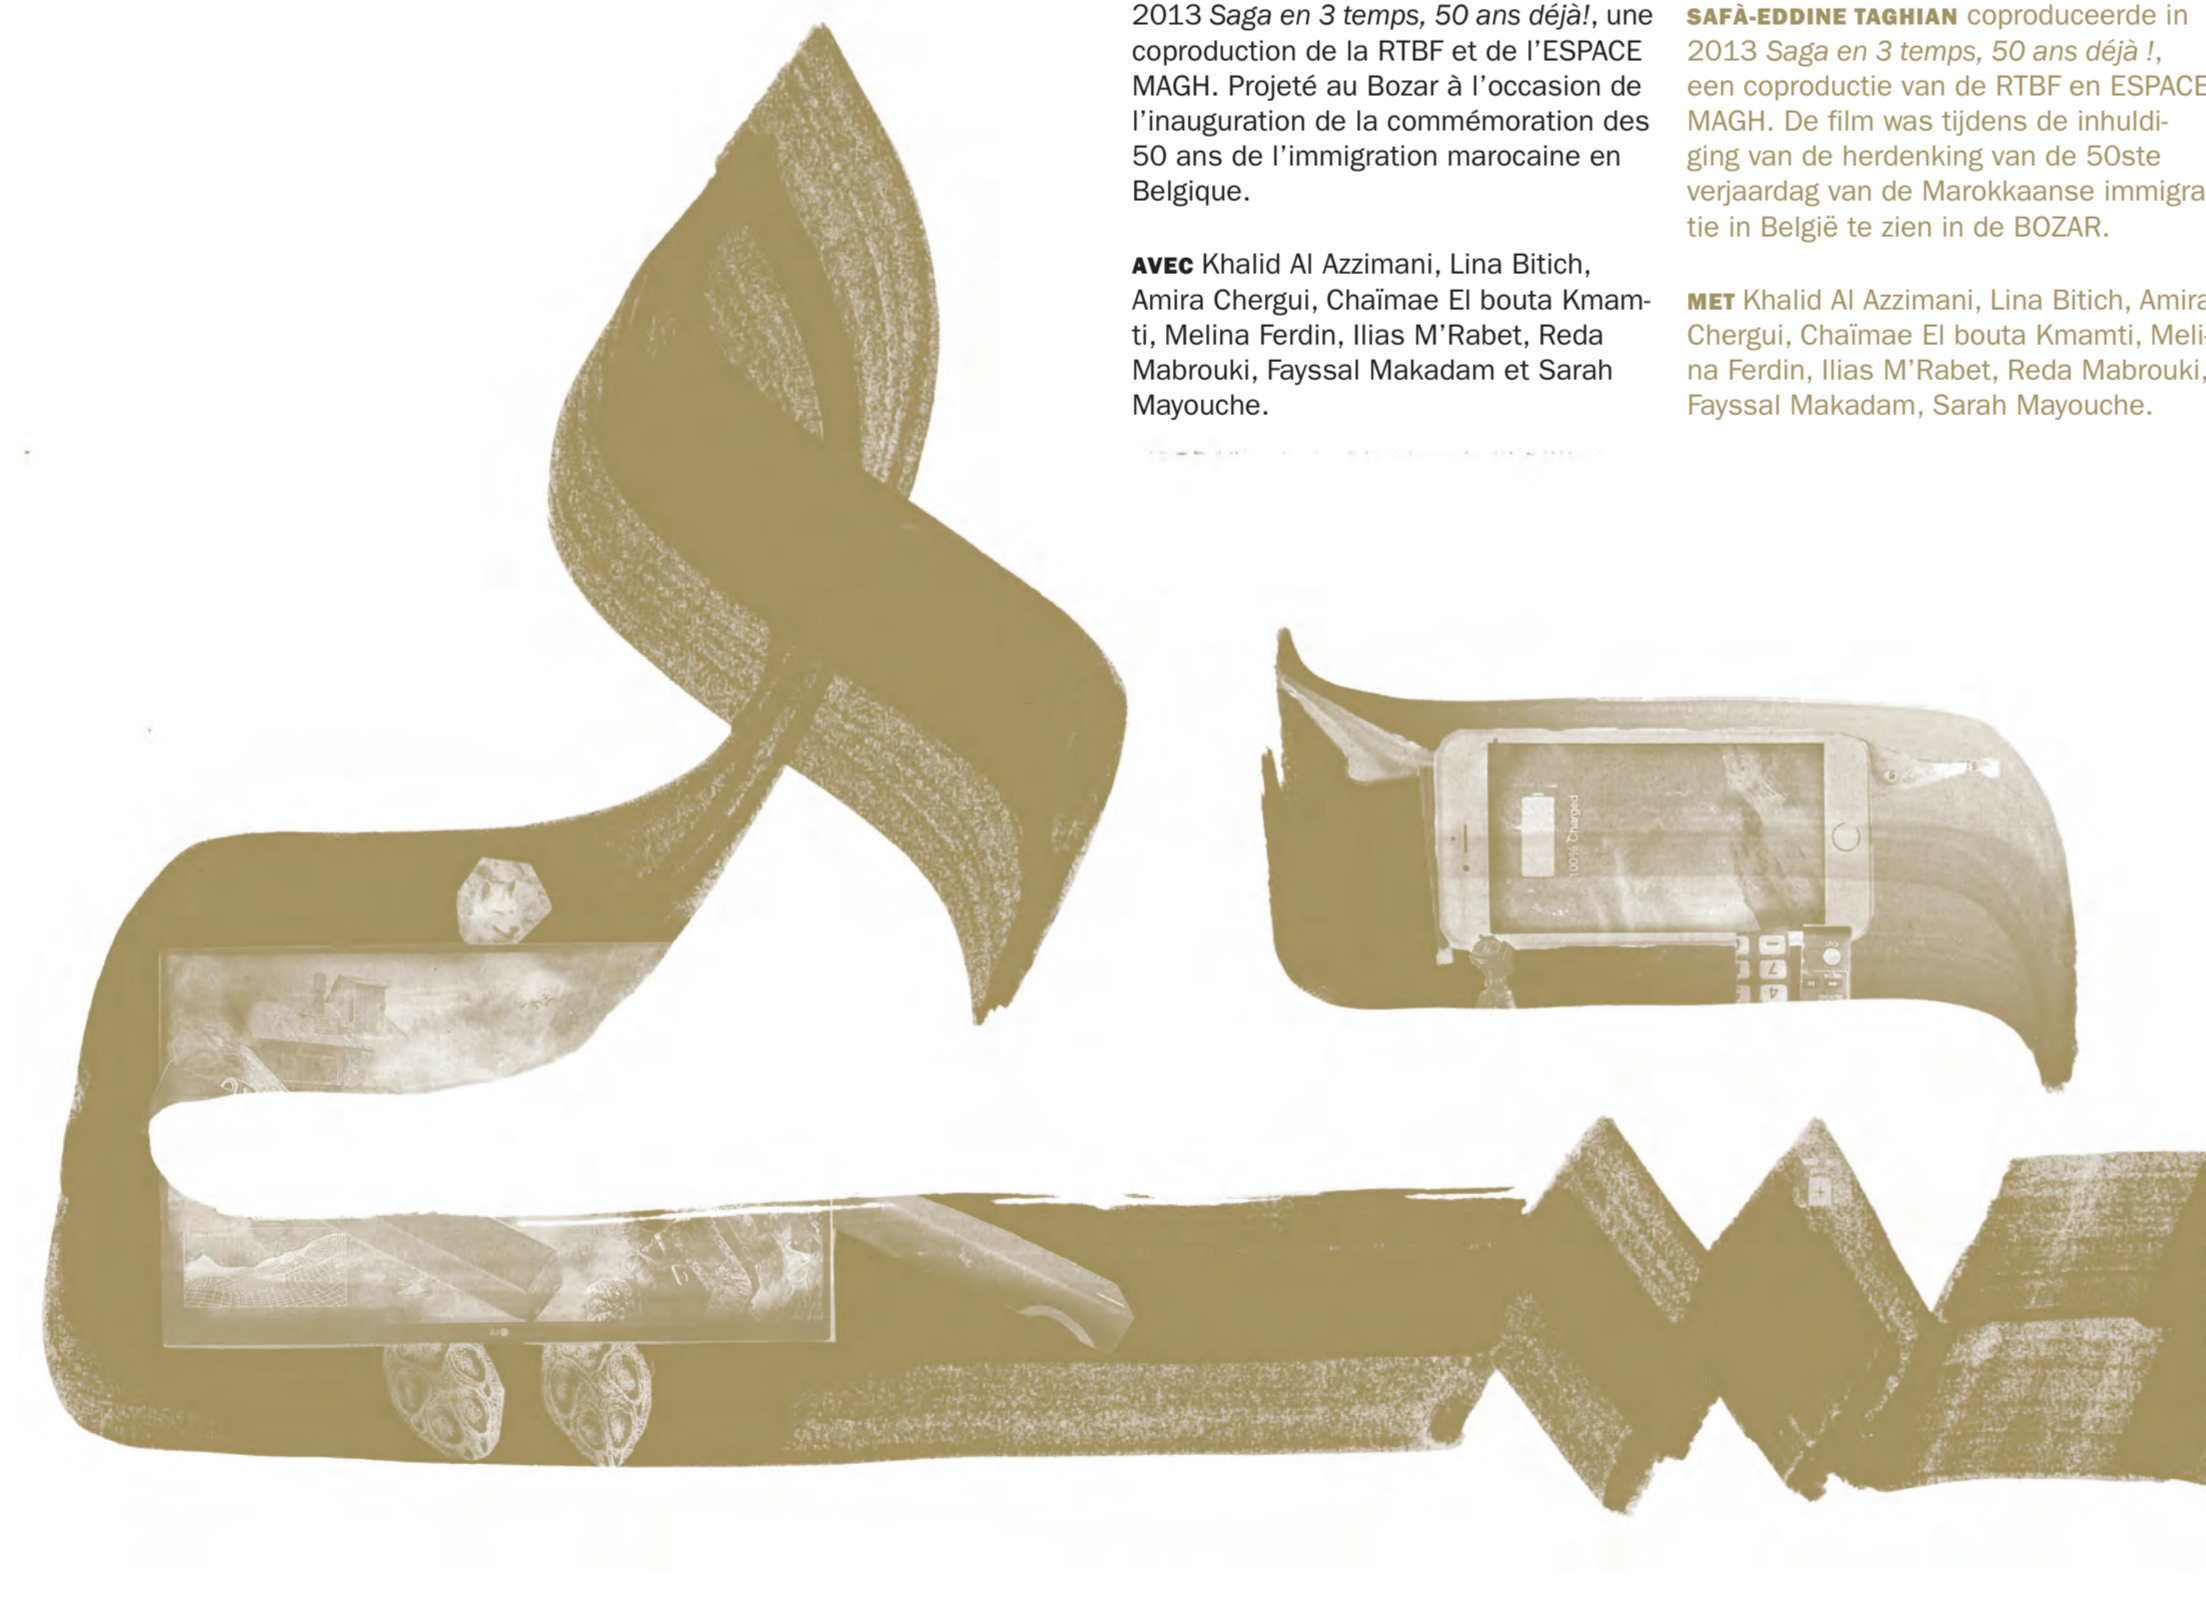 2013 Saga en 3 temps, 50 ans déjà!, une
coproduction de la RTBF et de l’ESPACE
MAGH. Projeté au Bozar à l’occasion de
l’inauguration de la commémoration des
50 ans de l’immigration marocaine en
Belgique.
AVEC Khalid Al Azzimani, Lina Bitich,
Amira Chergui, Chaïmae El bouta Kmam-
ti, Melina Ferdin, Ilias M’Rabet, Reda
Mabrouki, Fayssal Makadam et Sarah
Mayouche.
SAFÀ-EDDINE TAGHIAN coproduceerde in
2013 Saga en 3 temps, 50 ans déjà !,
een coproductie van de RTBF en ESPACE
MAGH. De film was tijdens de inhuldi-
ging van de herdenking van de 50ste
verjaardag van de Marokkaanse immigra-
tie in België te zien in de BOZAR.
MET Khalid Al Azzimani, Lina Bitich, Amira
Chergui, Chaïmae El bouta Kmamti, Meli-
na Ferdin, Ilias M’Rabet, Reda Mabrouki,
Fayssal Makadam, Sarah Mayouche.
100% Charged
7
4